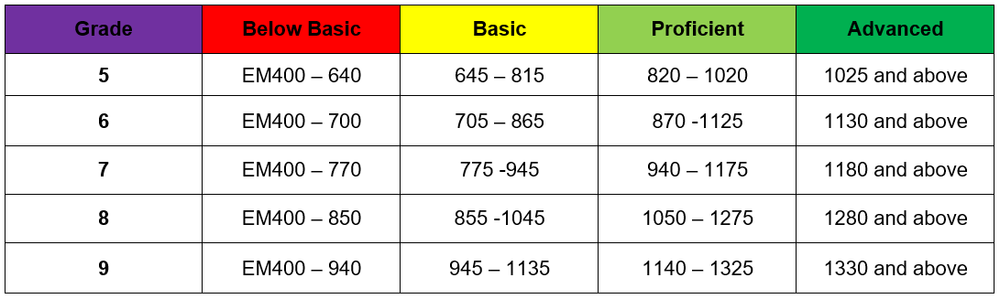 Grade Below Basic Basic Proficient Advanced
5 EM400 – 640 645 – 815 820 – 1020 1025 and above
6 EM400 – 700 705 – 865 870 -1125 1130 and above
7 EM400 – 770 775 -945 940 – 1175 1180 and above
8 EM400 – 850 855 -1045 1050 – 1275 1280 and above
9 EM400 – 940 945 – 1135 1140 – 1325 1330 and above